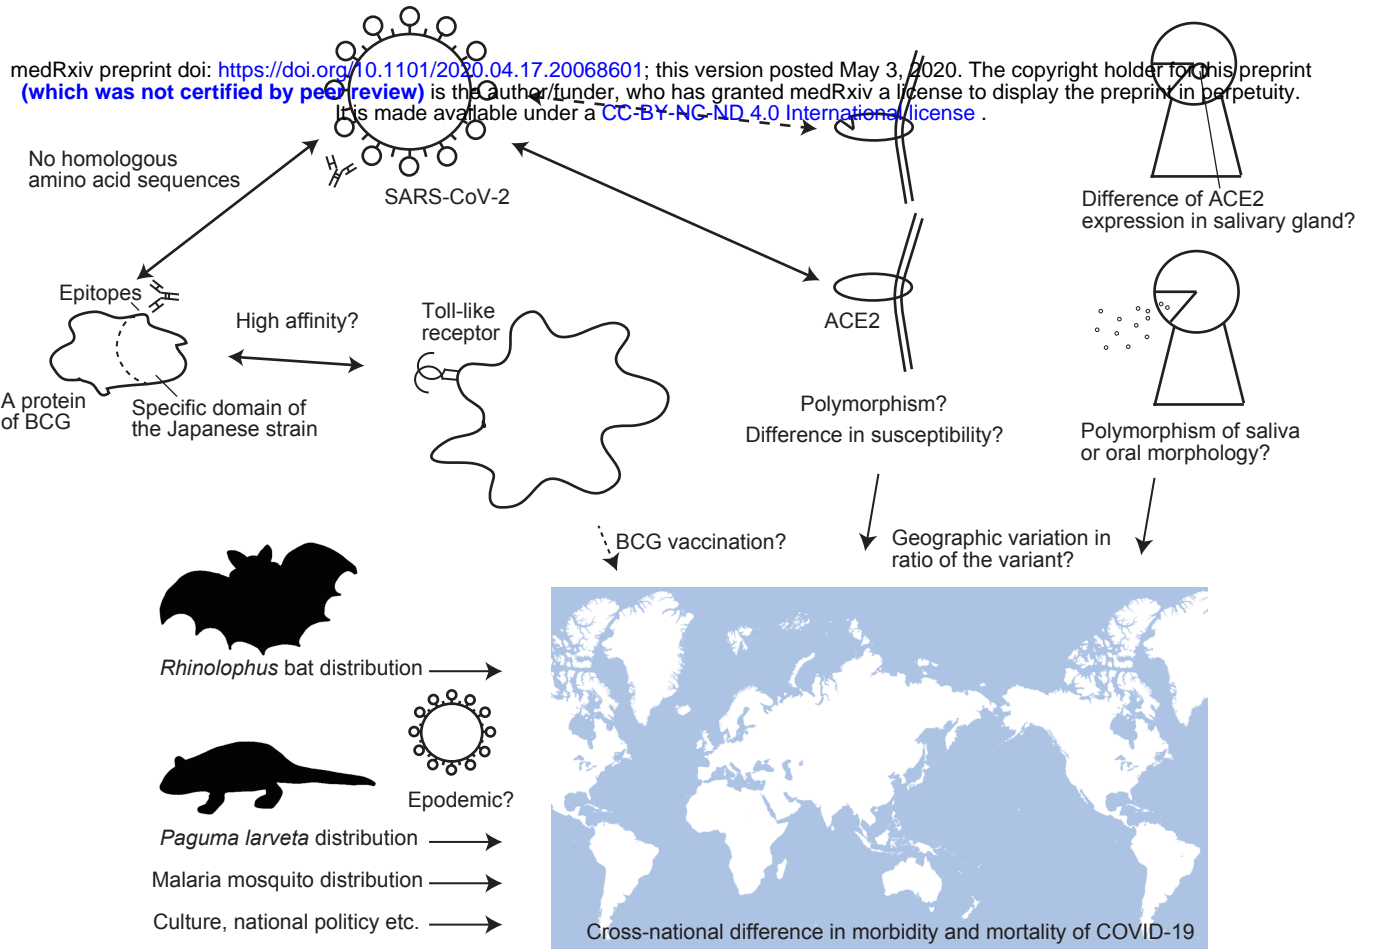 medRxiv preprint doi: https://doi.org/10.1101/2020.04.17.20068601; this version posted May 3, 2020. The copyright holder for this preprint
(which was not certified by peer review) is the author/funder, who has granted medRxiv a license to display the preprint in perpetuity.
It is made available under a CC-BY-NC-ND 4.0 International license .
No homologous
amino acid sequences
SARS-CoV-2
Difference of ACE2
expression in salivary gland?
Epitopes
High affinity?
Toll-like
receptor
ACE2
A protein
of BCG
Specific domain of
the Japanese strain
Polymorphism?
Difference in susceptibility?
Polymorphism of saliva
or oral morphology?
BCG vaccination?
Geographic variation in
ratio of the variant?
Rhinolophus bat distribution
Epodemic?
Paguma larveta distribution
Malaria mosquito distribution
Culture, national politicy etc.
Cross-national difference in morbidity and mortality of COVID-19